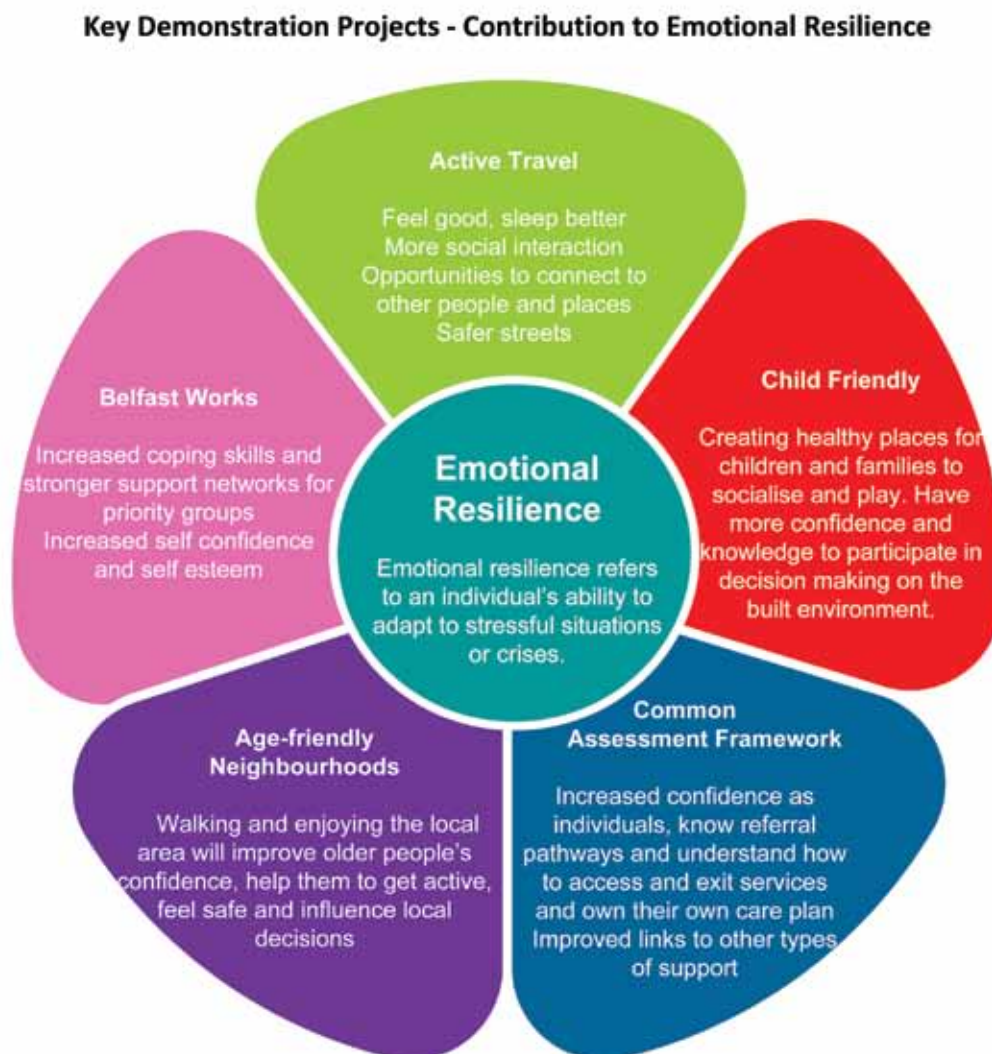 Key Demonstration Projects - Contribution to Emotional Resilience
Active Travel
Feel good, sleep better
More social interaction
Opportunities to connect to
other people and places
Safer streets
Child Friendly
Creating healthy places for
children and families to
socialise and play. Have
more confidence and
knowledge to participate in
decision making on the
built environment.
Common
Assessment Framework
Increased confidence as
individuals, know referral
pathways and understand how
to access and exit services
and own their own care plan
Improved links to other types
of support
Age-friendly
Neighbourhoods
Walking and enjoying the local
area will improve older people's
confidence, help them to get active,
feel safe and influence local
decisions
Belfast Works
Increased coping skills and
stronger support networks for
priority groups
Increased self confidence
and self esteem
Emotional
Resilience
Emotional resilience refers
to an individual's ability to
adapt to stressful situations
or crises.